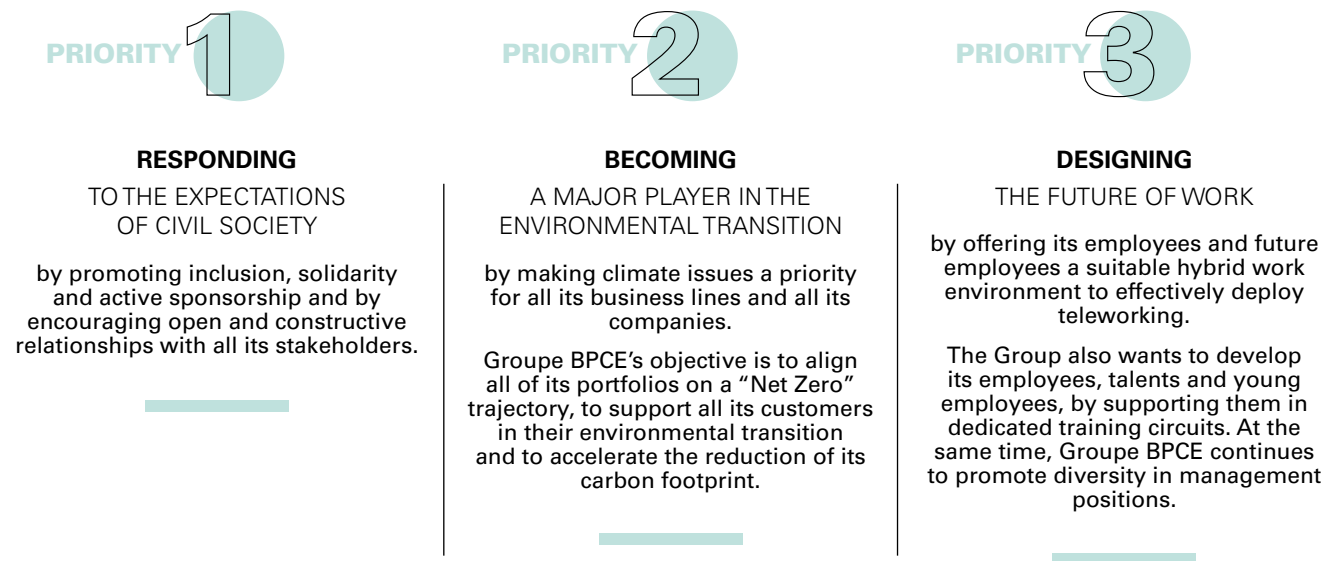 PRIORITY 1
RESPONDING
TO THE EXPECTATIONS
OF CIVIL SOCIETY
by promoting inclusion, solidarity
and active sponsorship and by
encouraging open and constructive
relationships with all its stakeholders.
PRIORITY 2
BECOMING
A MAJOR PLAYER IN THE
ENVIRONMENTAL TRANSITION
by making climate issues a priority
for all its business lines and all its
companies.
Groupe BPCE’s objective is to align
all of its portfolios on a “Net Zero”
trajectory, to support all its customers
in their environmental transition
and to accelerate the reduction of its
carbon footprint.
PRIORITY 3
DESIGNING
THE FUTURE OF WORK
by offering its employees and future
employees a suitable hybrid work
environment to effectively deploy
teleworking.
The Group also wants to develop
its employees, talents and young
employees, by supporting them in
dedicated training circuits. At the
same time, Groupe BPCE continues
to promote diversity in management
positions.